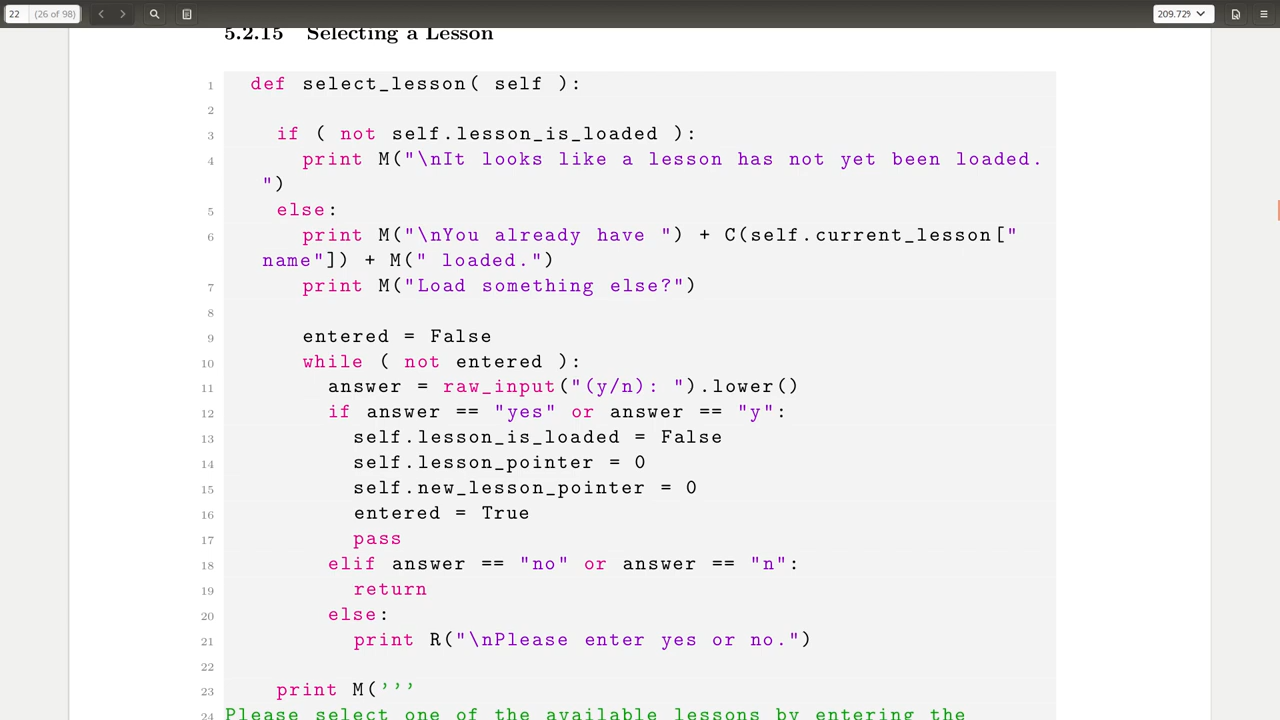 22 (26 of 98) 209.72%
5.2.15 Selecting a Lesson
1 def select_lesson( self ):
2
3 if ( not self.lesson_is_loaded ):
4 print M("\nIt looks like a lesson has not yet been loaded.
")
5 else:
6 print M("\nYou already have ") + C(self.current_lesson["
name"]) + M(" loaded.")
7 print M("Load something else?")
8
9 entered = False
10 while ( not entered ):
11 answer = raw_input("(y/n): ").lower()
12 if answer == "yes" or answer == "y":
13 self.lesson_is_loaded = False
14 self.lesson_pointer = 0
15 self.new_lesson_pointer = 0
16 entered = True
17 pass
18 elif answer == "no" or answer == "n":
19 return
20 else:
21 print R("\nPlease enter yes or no.")
22
23 print M('''
24 Please select one of the available lessons by entering the